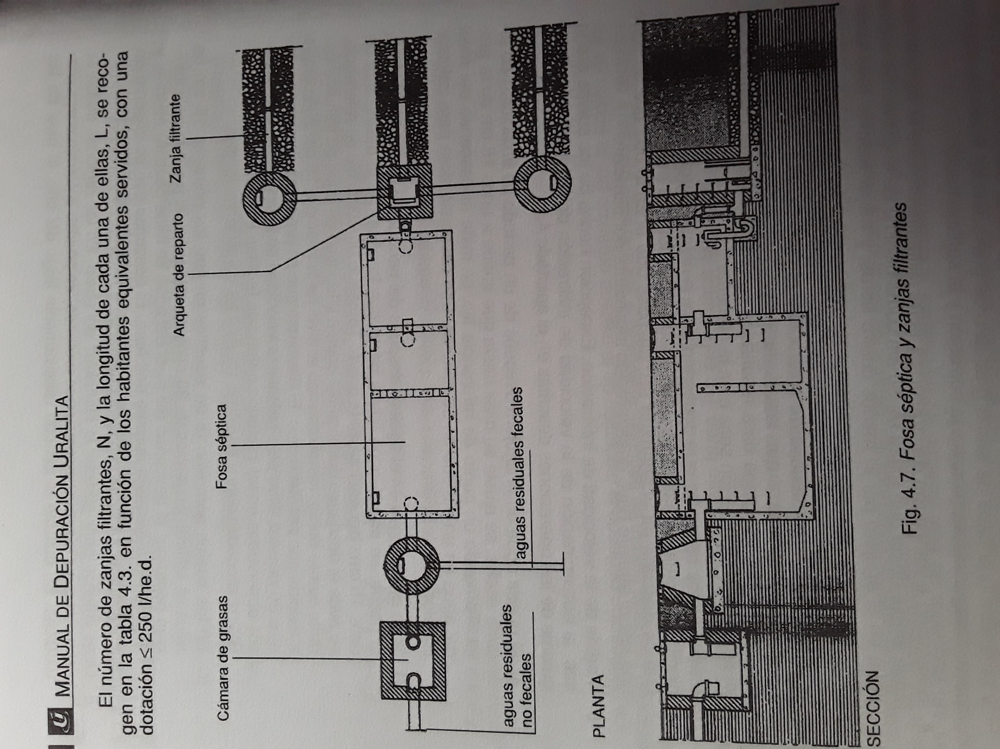 MANUAL DE DEPURACIÓN URALITA
El número de zanjas filtrantes, N, y la longitud de cada una de ellas, L, se reco-
gen en la tabla 4.3. en función de los habitantes equivalentes servidos, con una
dotación ≤ 250 l/he.d.
Arqueta de reparto
Zanja filtrante
Fosa séptica
Cámara de grasas
aguas residuales fecales
aguas residuales
no fecales
PLANTA
SECCIÓN
Fig. 4.7. Fosa séptica y zanjas filtrantes